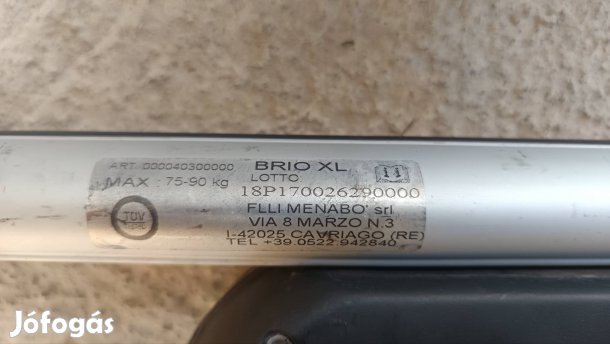 ART. 000040300000 BRIO XL
MAX : 75-90 kg LOTTO
18P170026290000
TÜV
FLLI MENABO' srl
VIA 8 MARZO N.3
I-42025 CAVRIAGO (RE)
TEL +39.0522.942840
Jófogás